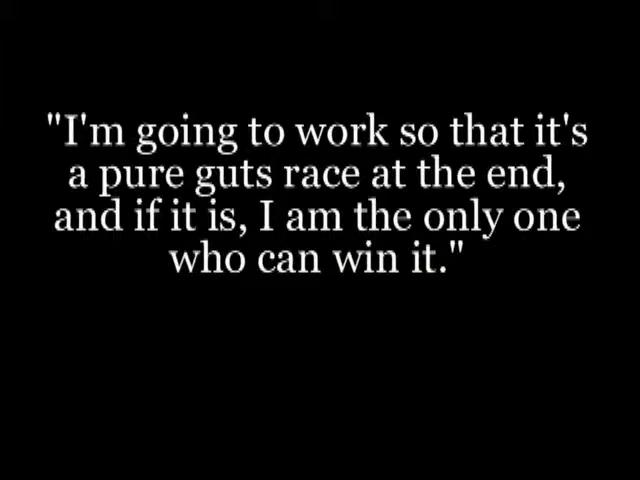 "I'm going to work so that it's
a pure guts race at the end,
and if it is, I am the only one
who can win it."